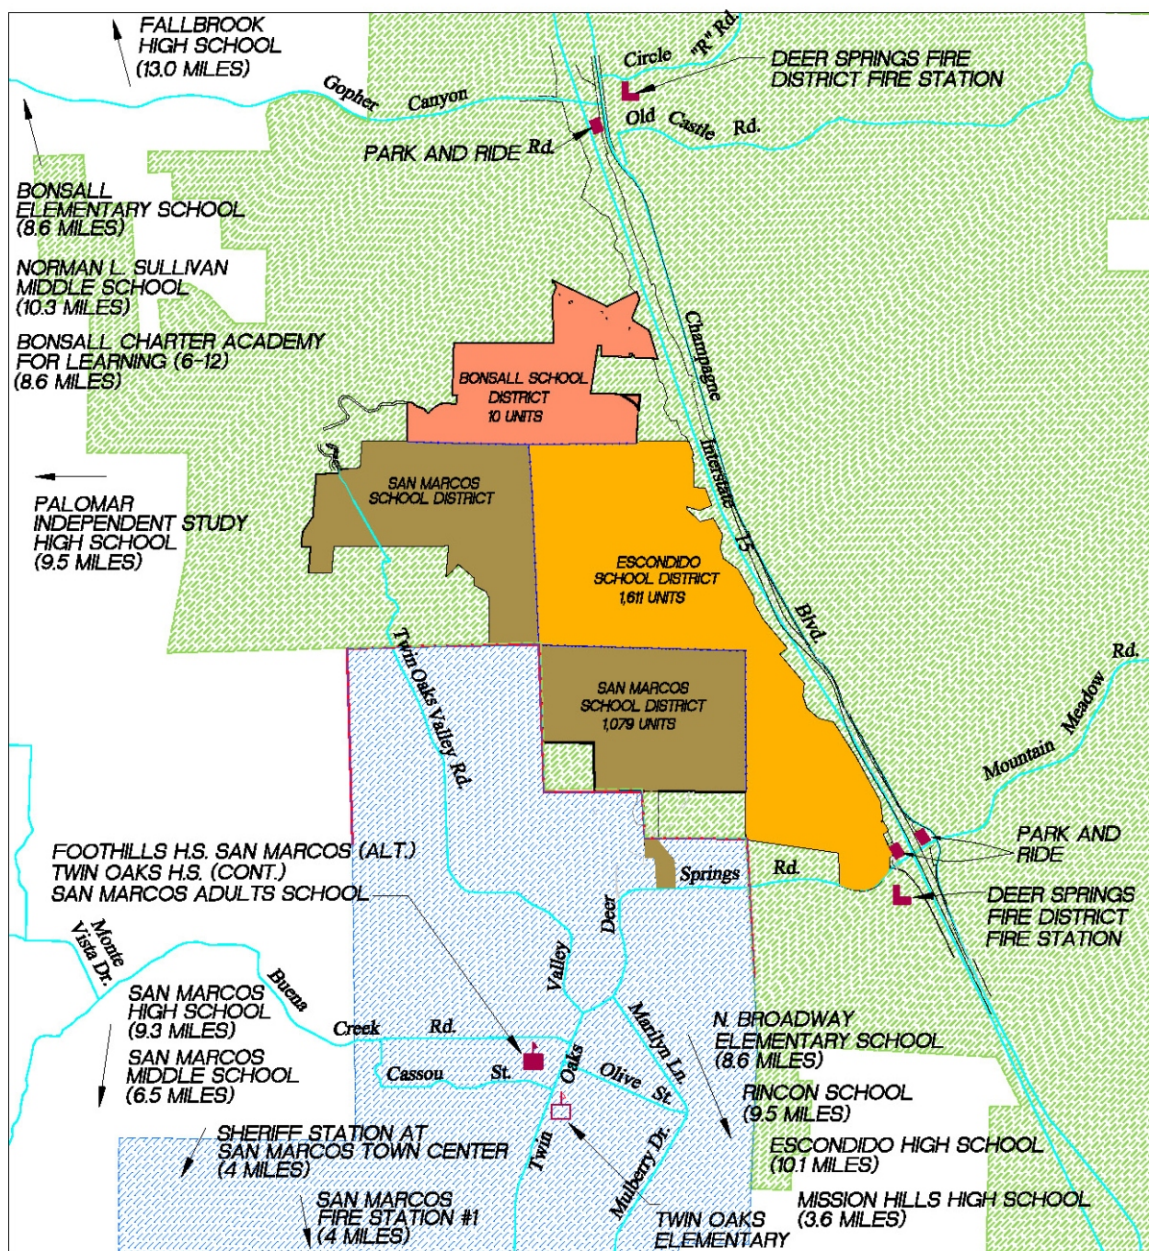 FALLBROOK
HIGH SCHOOL
(13.0 MILES)
Circle "R" Rd.
DEER SPRINGS FIRE
DISTRICT FIRE STATION
Gopher Canyon Rd.
Old Castle Rd.
PARK AND RIDE
BONSALL
ELEMENTARY SCHOOL
(8.6 MILES)
NORMAN L. SULLIVAN
MIDDLE SCHOOL
(10.3 MILES)
BONSALL CHARTER ACADEMY
FOR LEARNING (6-12)
(8.6 MILES)
Champagne Blvd.
BONSALL SCHOOL
DISTRICT
10 UNITS
Interstate 15
SAN MARCOS
SCHOOL DISTRICT
PALOMAR
INDEPENDENT STUDY
HIGH SCHOOL
(9.5 MILES)
ESCONDIDO
SCHOOL DISTRICT
1,611 UNITS
Twin Oaks Valley Rd.
SAN MARCOS
SCHOOL DISTRICT
1,079 UNITS
Mountain Meadow Rd.
PARK AND
RIDE
FOOTHILLS H.S. SAN MARCOS (ALT.)
TWIN OAKS H.S. (CONT.)
SAN MARCOS ADULTS SCHOOL
Deer Springs Rd.
DEER SPRINGS
FIRE DISTRICT
FIRE STATION
Monte
Vista Dr.
Buena Creek Rd.
Twin Oaks Valley
SAN MARCOS
HIGH SCHOOL
(9.3 MILES)
SAN MARCOS
MIDDLE SCHOOL
(6.5 MILES)
Marilyn Ln.
Cassou St.
Olive St.
N. BROADWAY
ELEMENTARY SCHOOL
(8.6 MILES)
RINCON SCHOOL
(9.5 MILES)
ESCONDIDO HIGH SCHOOL
(10.1 MILES)
MISSION HILLS HIGH SCHOOL
(3.6 MILES)
SHERIFF STATION AT
SAN MARCOS TOWN CENTER
(4 MILES)
Mulberry Dr.
SAN MARCOS
FIRE STATION #1
(4 MILES)
TWIN OAKS
ELEMENTARY